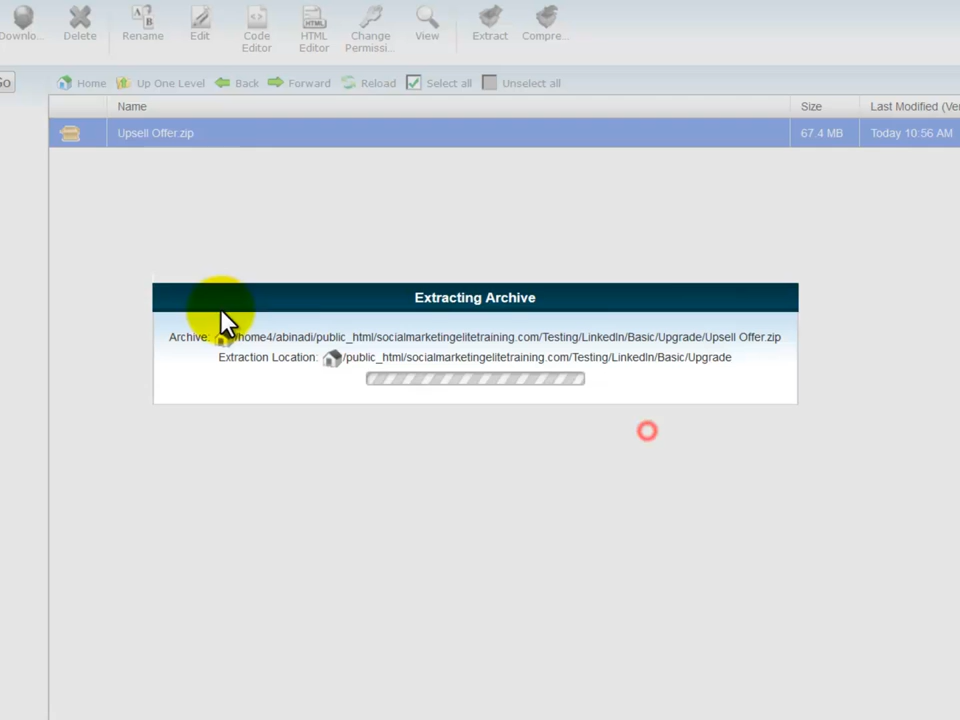 Downlo...
Delete
Rename
Edit
Code Editor
HTML Editor
Change Permissi...
View
Extract
Compre...
Home
Up One Level
Back
Forward
Reload
Select all
Unselect all
Name
Size
Last Modified (Ve
Upsell Offer.zip
67.4 MB
Today 10:56 AM
Extracting Archive
Archive: /home4/abinadi/public_html/socialmarketingelitetraining.com/Testing/LinkedIn/Basic/Upgrade/Upsell Offer.zip
Extraction Location: /public_html/socialmarketingelitetraining.com/Testing/LinkedIn/Basic/Upgrade